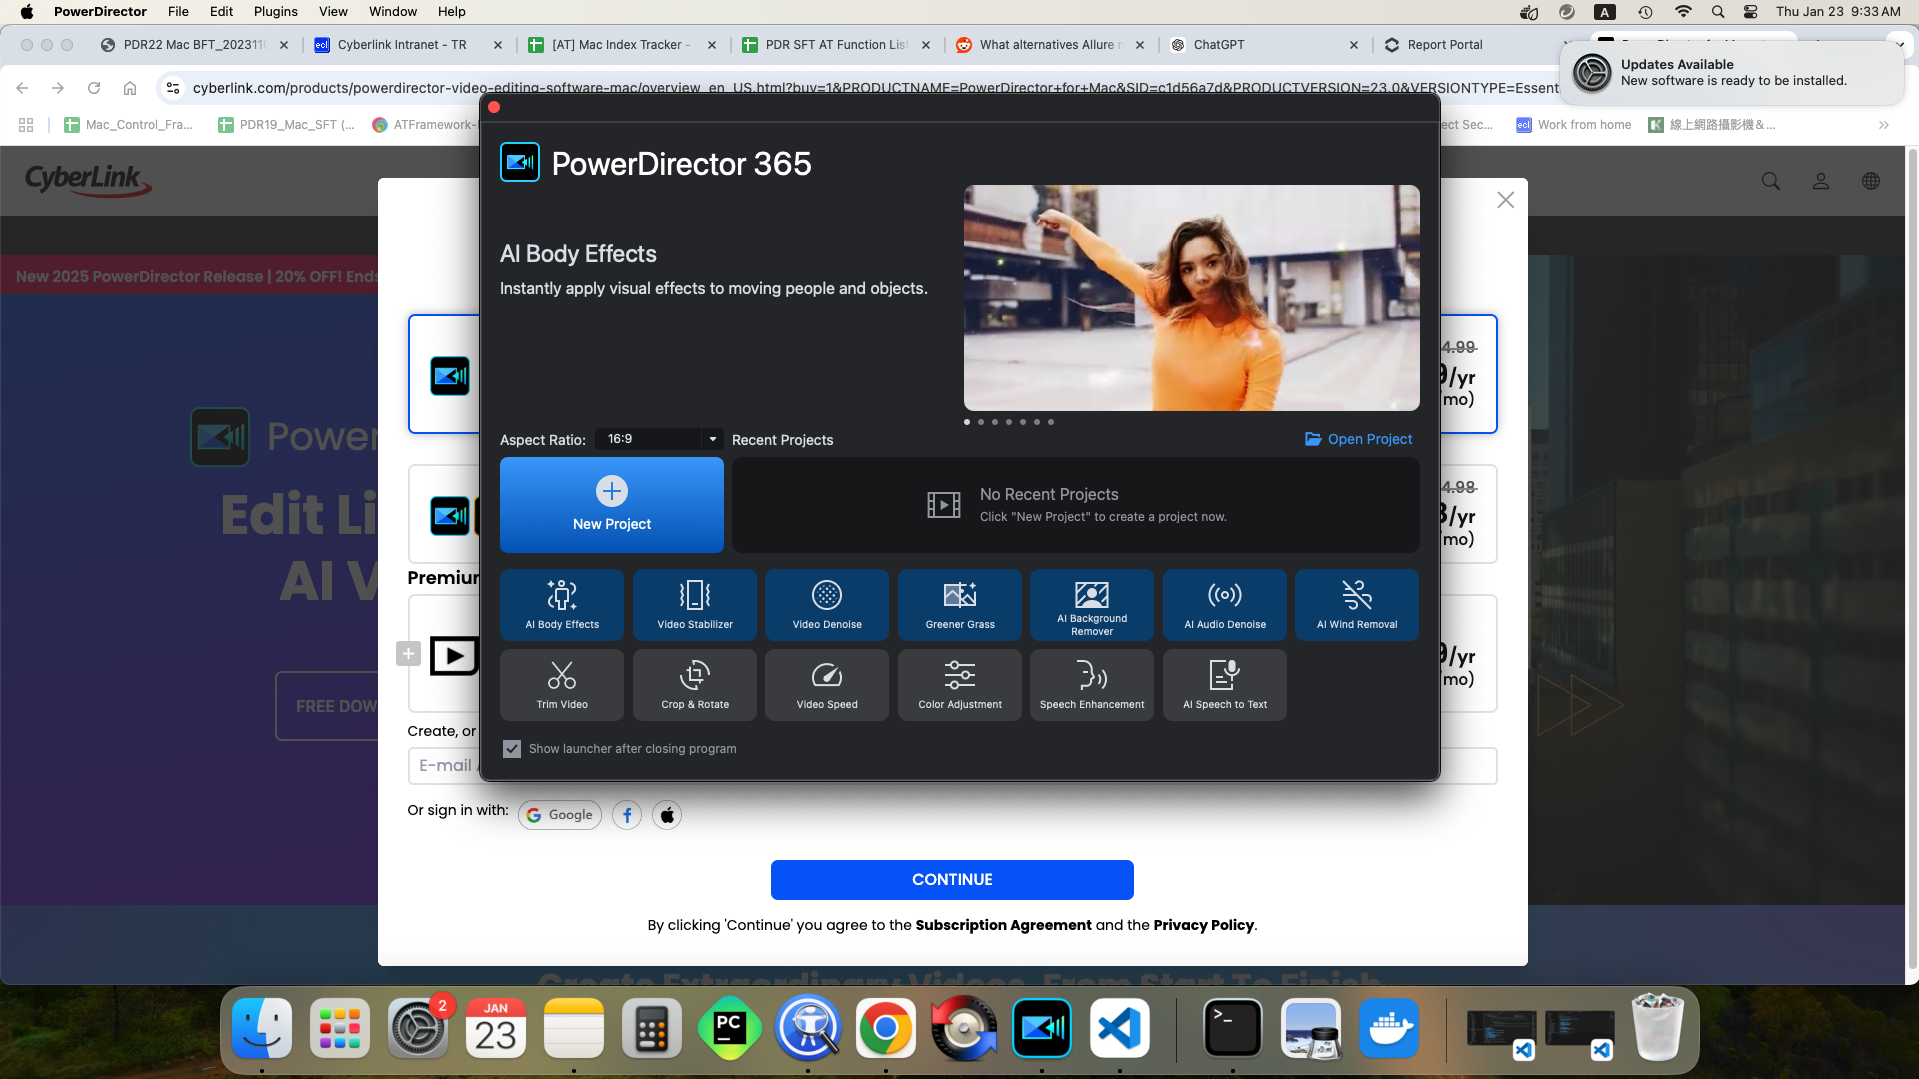 PowerDirector File Edit Plugins View Window Help A Thu Jan 23 9:33 AM
PDR22 Mac BFT_2023110
Cyberlink Intranet - TR
[AT] Mac Index Tracker -
PDR SFT AT Function List
What alternatives Allure r
ChatGPT
Report Portal
Updates Available
New software is ready to be installed.
cyberlink.com/products/powerdirector-video-editing-software-mac/overview_en_US.html?buy=1&PRODUCTNAME=PowerDirector+for+Mac&SID=c1d56a7d&PRODUCTVERSION=23.0&VERSIONTYPE=Essent
Mac_Control_Fra...
PDR19_Mac_SFT (...
ATFramework-
ect Sec...
Work from home
線上網路攝影機&...
CyberLink
New 2025 PowerDirector Release | 20% OFF! Ends
PowerDirector 365
AI Body Effects
Instantly apply visual effects to moving people and objects.
4.99
9/yr
mo)
Power
Edit Li
AI V
FREE DOW
Aspect Ratio: 16:9
Recent Projects
Open Project
New Project
No Recent Projects
Click "New Project" to create a project now.
4.98
3/yr
mo)
Premium
AI Body Effects
Video Stabilizer
Video Denoise
Greener Grass
AI Background
Remover
AI Audio Denoise
AI Wind Removal
9/yr
mo)
Trim Video
Crop & Rotate
Video Speed
Color Adjustment
Speech Enhancement
AI Speech to Text
Create, or
Show launcher after closing program
E-mail A
Or sign in with: Google
CONTINUE
By clicking 'Continue' you agree to the Subscription Agreement and the Privacy Policy.
Create Extraordinary Videos, From Start To Finish
2
JAN
23
PC